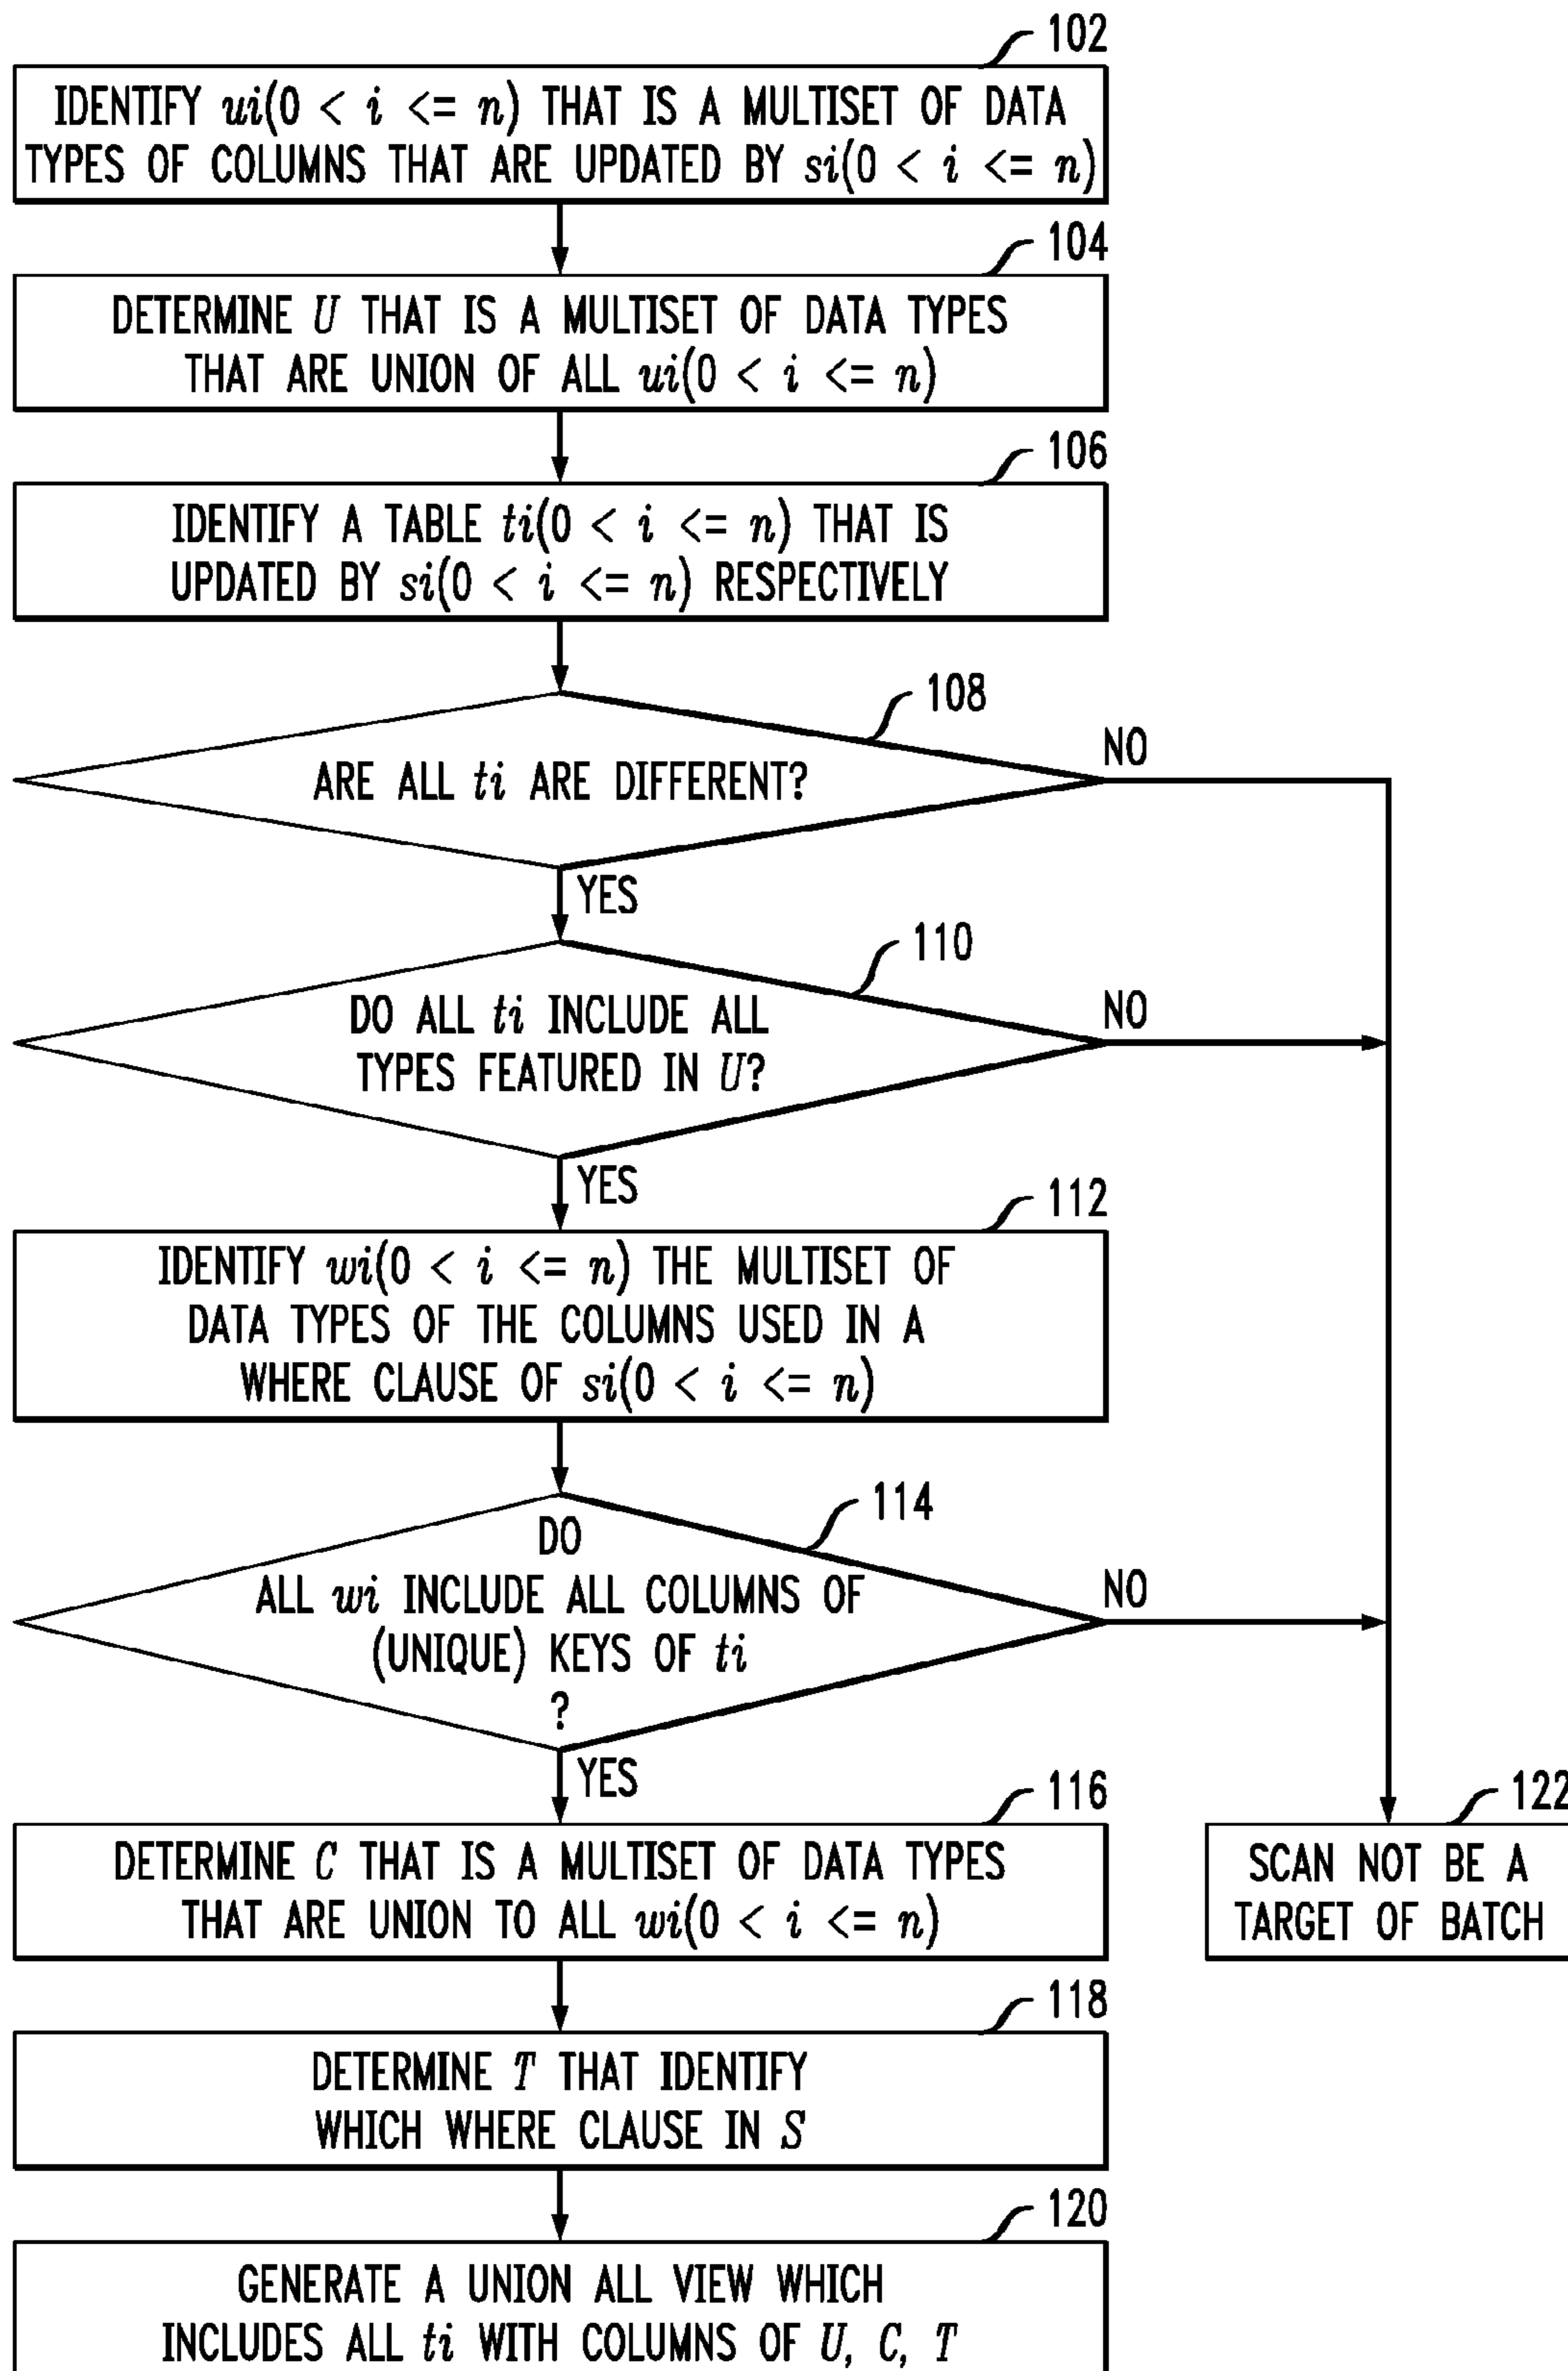 102
IDENTIFY ui(0 < i <= n) THAT IS A MULTISET OF DATA
TYPES OF COLUMNS THAT ARE UPDATED BY si(0 < i <= n)
104
DETERMINE U THAT IS A MULTISET OF DATA TYPES
THAT ARE UNION OF ALL ui(0 < i <= n)
106
IDENTIFY A TABLE ti(0 < i <= n) THAT IS
UPDATED BY si(0 < i <= n) RESPECTIVELY
108
NO
ARE ALL ti ARE DIFFERENT?
YES
110
NO
DO ALL ti INCLUDE ALL
TYPES FEATURED IN U?
YES
112
IDENTIFY wi(0 < i <= n) THE MULTISET OF
DATA TYPES OF THE COLUMNS USED IN A
WHERE CLAUSE OF si(0 < i <= n)
114
DO
ALL wi INCLUDE ALL COLUMNS OF
(UNIQUE) KEYS OF ti
?
NO
YES
116
DETERMINE C THAT IS A MULTISET OF DATA TYPES
THAT ARE UNION TO ALL wi(0 < i <= n)
122
SCAN NOT BE A
TARGET OF BATCH
118
DETERMINE T THAT IDENTIFY
WHICH WHERE CLAUSE IN S
120
GENERATE A UNION ALL VIEW WHICH
INCLUDES ALL ti WITH COLUMNS OF U, C, T